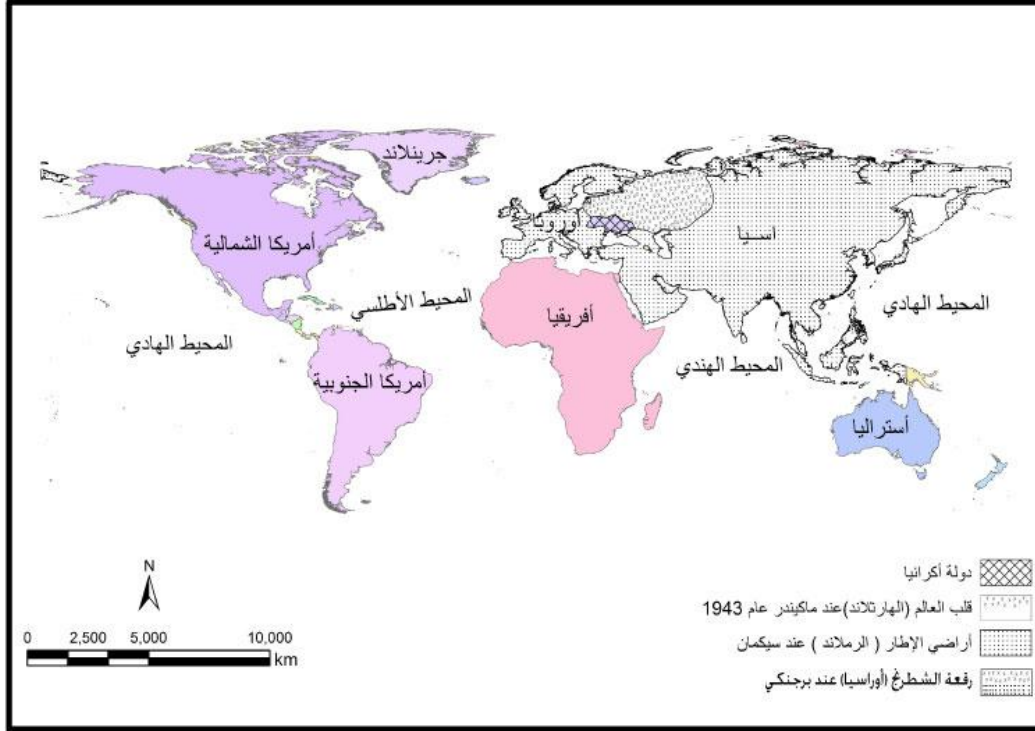 جرينلاند
أمريكا الشمالية
أوروبا
اسيا
المحيط الأطلسي
أفريقيا
المحيط الهادي
المحيط الهادي
المحيط الهندي
أمريكا الجنوبية
أستراليا
دولة أكرانيا
قلب العالم (الهارتلاند)عند ماكيندر عام 1943
أراضي الإطار ( الرملاند ) عند سيكمان
رقعة الشطرنج (أوراسيا) عند برجنكي
N
0 2,500 5,000 10,000
km